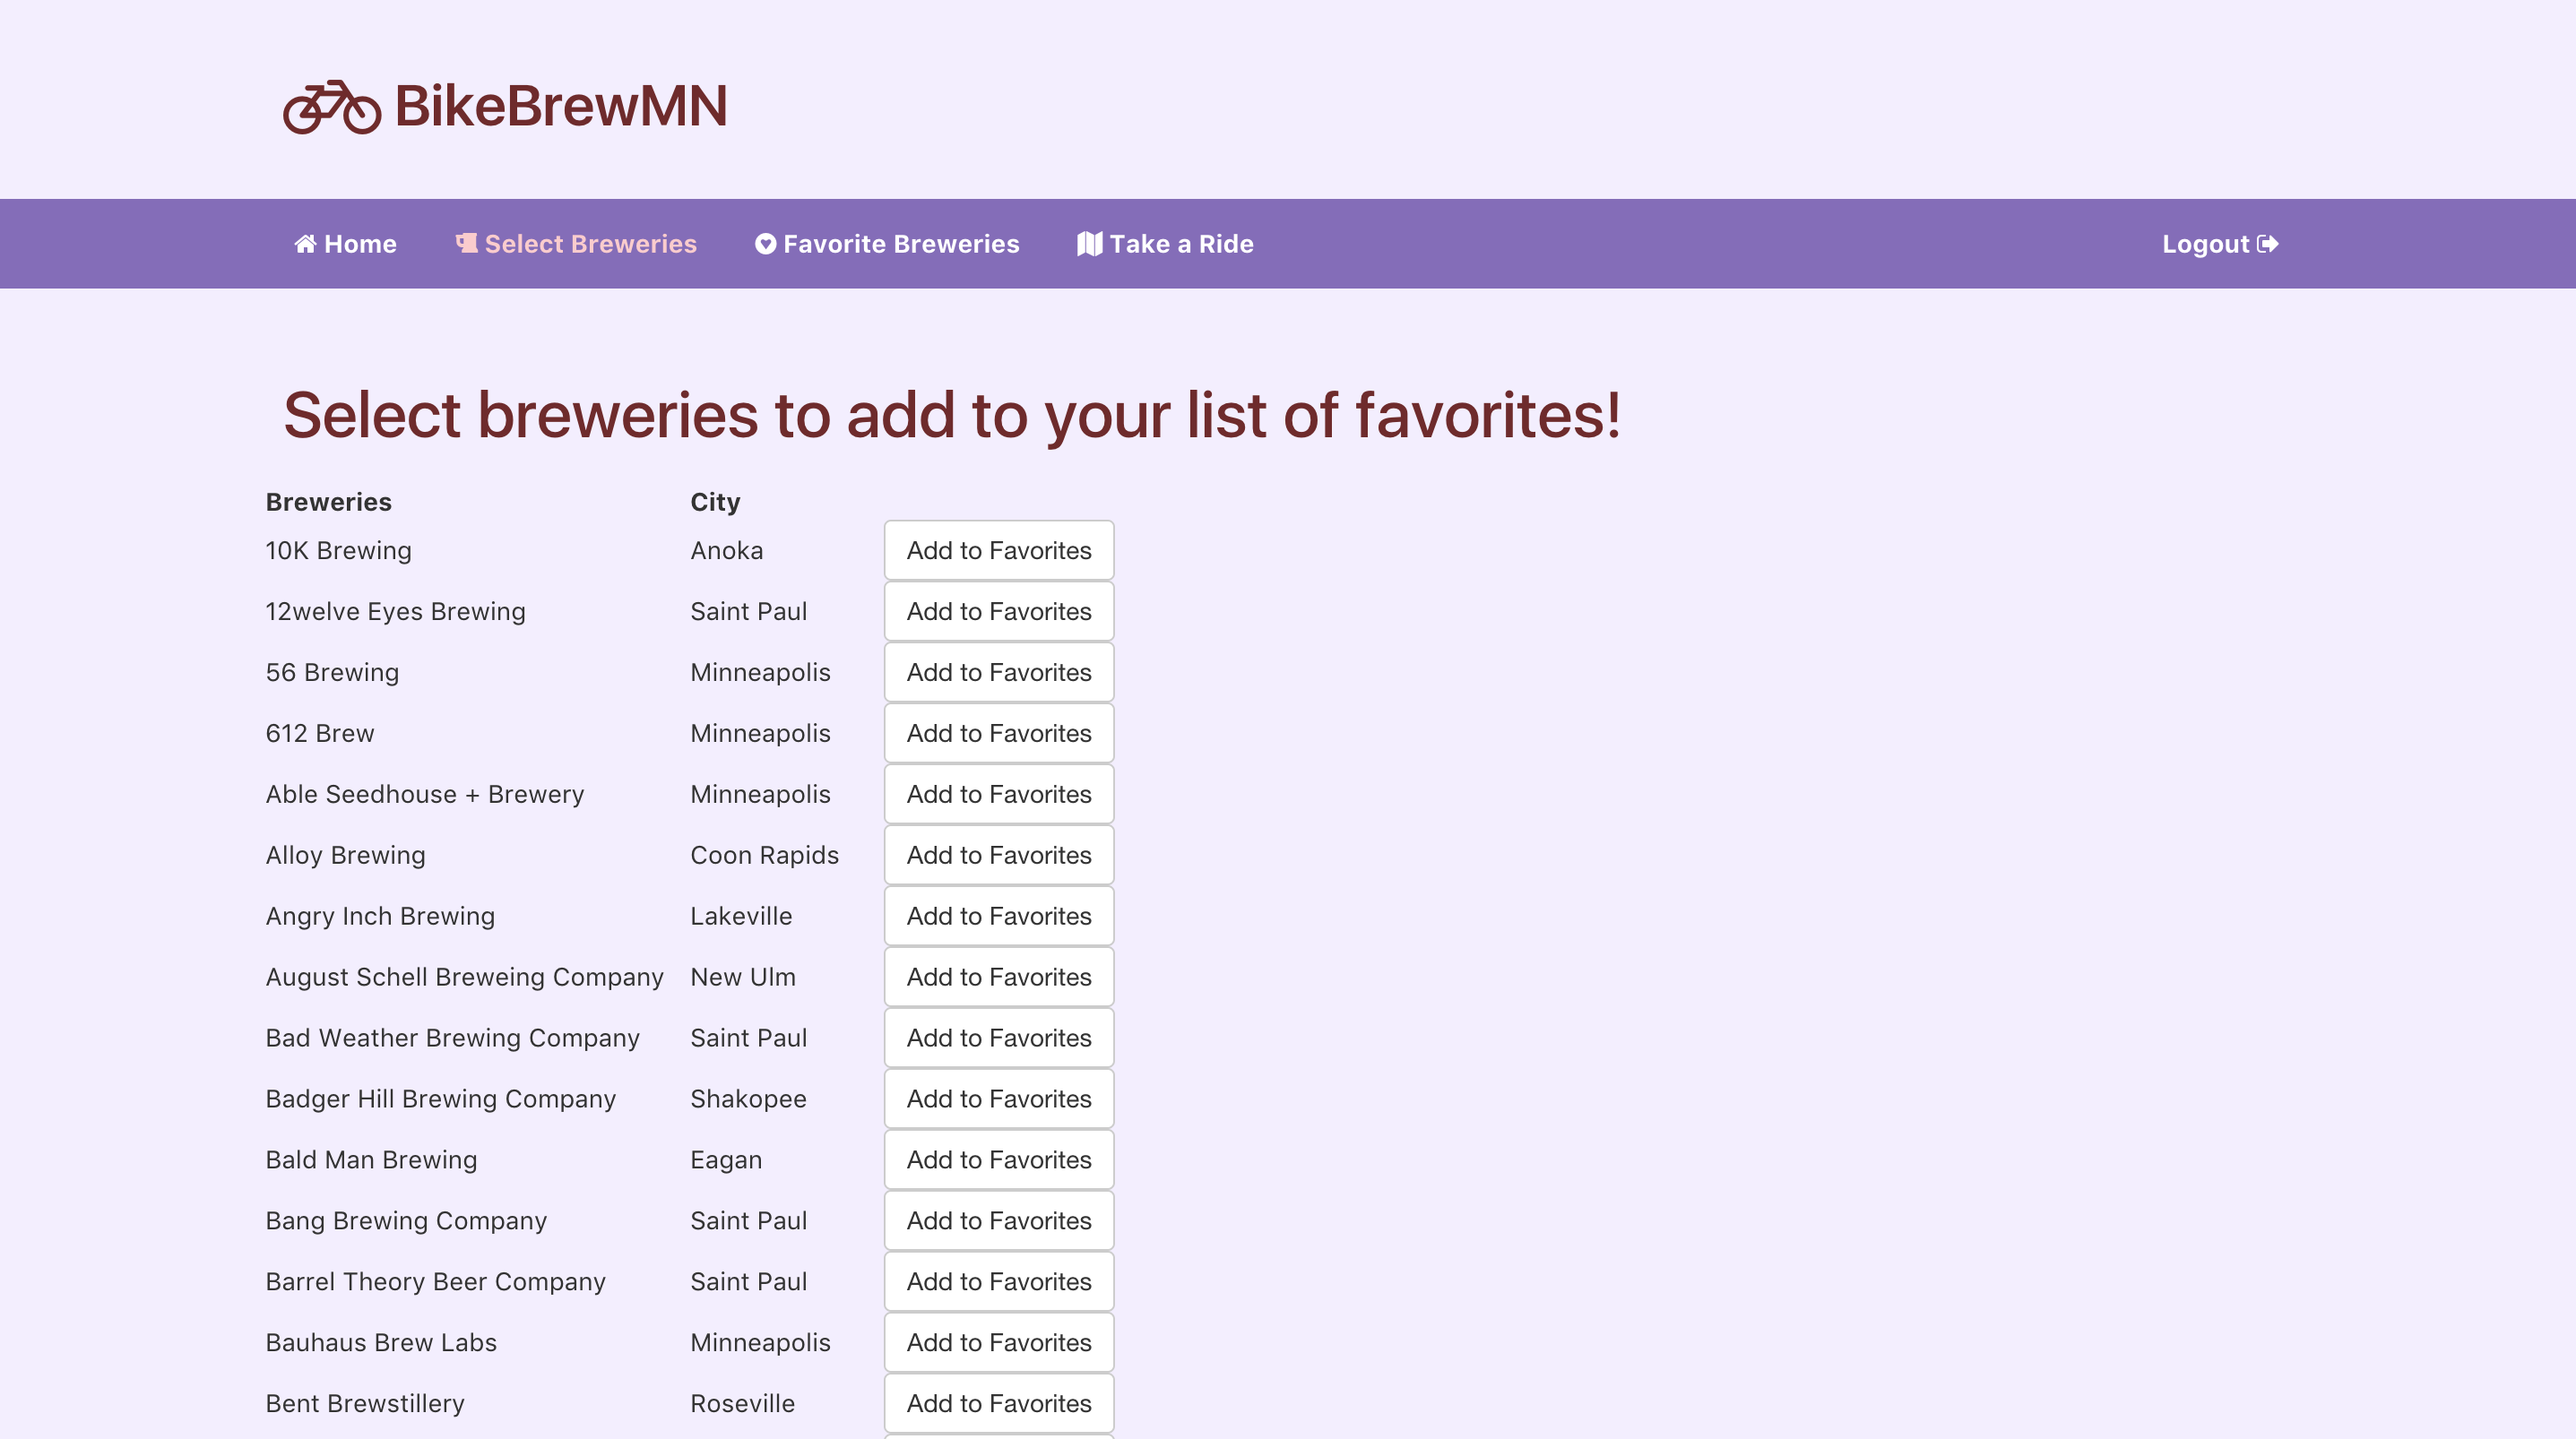 BikeBrewMN
Home Select Breweries Favorite Breweries Take a Ride Logout
Select breweries to add to your list of favorites!
Breweries City
10K Brewing Anoka Add to Favorites
12welve Eyes Brewing Saint Paul Add to Favorites
56 Brewing Minneapolis Add to Favorites
612 Brew Minneapolis Add to Favorites
Able Seedhouse + Brewery Minneapolis Add to Favorites
Alloy Brewing Coon Rapids Add to Favorites
Angry Inch Brewing Lakeville Add to Favorites
August Schell Breweing Company New Ulm Add to Favorites
Bad Weather Brewing Company Saint Paul Add to Favorites
Badger Hill Brewing Company Shakopee Add to Favorites
Bald Man Brewing Eagan Add to Favorites
Bang Brewing Company Saint Paul Add to Favorites
Barrel Theory Beer Company Saint Paul Add to Favorites
Bauhaus Brew Labs Minneapolis Add to Favorites
Bent Brewstillery Roseville Add to Favorites